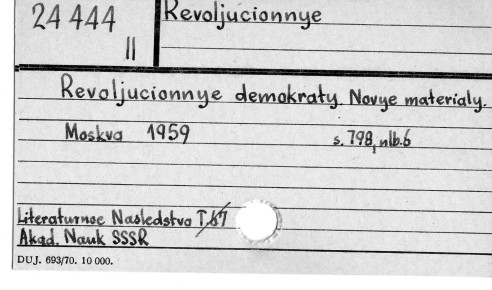 24 444
II
Revoljucionnye
Revoljucionnye demokraty. Novye materialy.
Moskva 1959 s. 798, nlb. 6
Literaturnoe Nasledstvo T. 67
Akad. Nauk SSSR
DUJ. 693/70. 10 000.